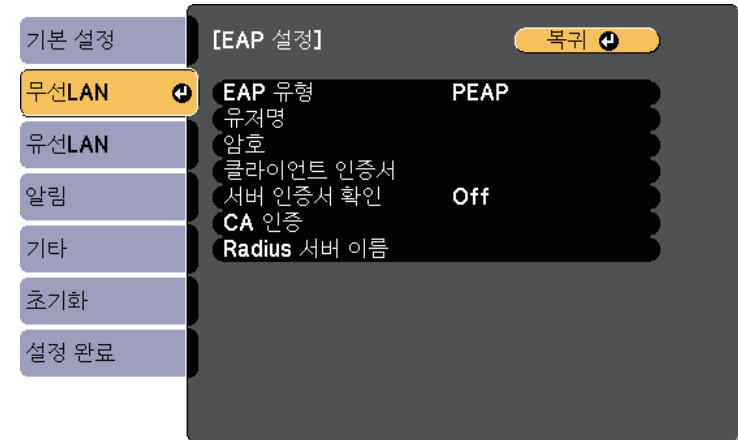 기본 설정
무선LAN
유선LAN
알림
기타
초기화
설정 완료
[EAP 설정]
복귀
EAP 유형 PEAP
유저명
암호
클라이언트 인증서
서버 인증서 확인 Off
CA 인증
Radius 서버 이름